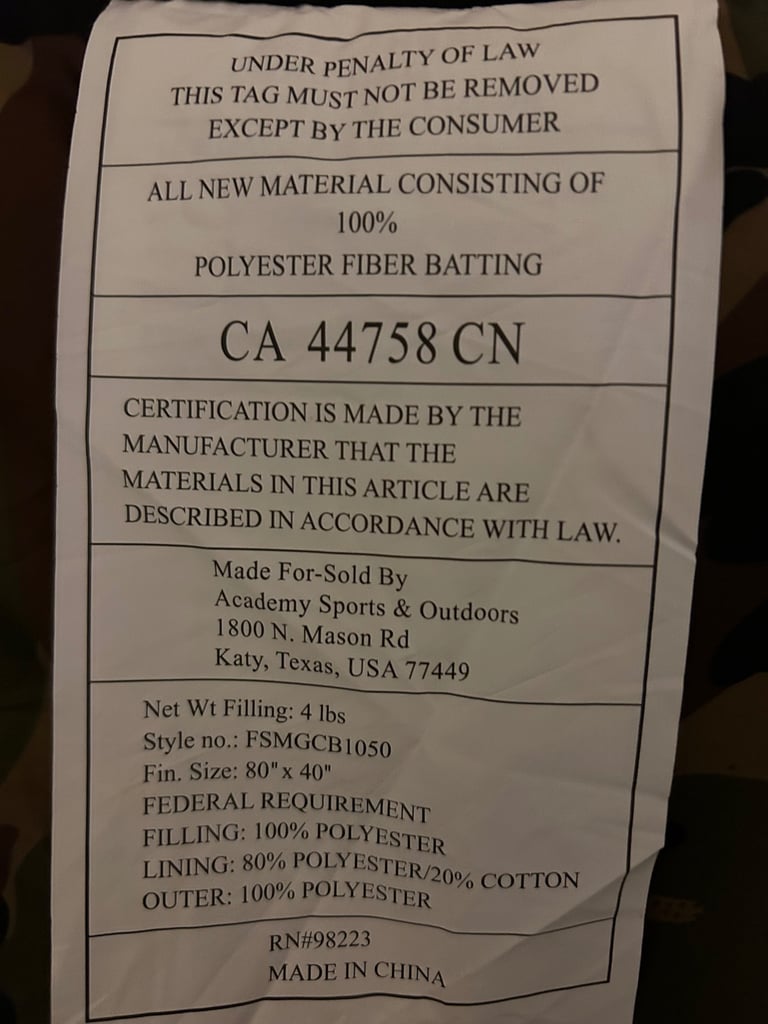 UNDER PENALTY OF LAW
THIS TAG MUST NOT BE REMOVED
EXCEPT BY THE CONSUMER
ALL NEW MATERIAL CONSISTING OF
100%
POLYESTER FIBER BATTING
CA 44758 CN
CERTIFICATION IS MADE BY THE
MANUFACTURER THAT THE
MATERIALS IN THIS ARTICLE ARE
DESCRIBED IN ACCORDANCE WITH LAW.
Made For-Sold By
Academy Sports & Outdoors
1800 N. Mason Rd
Katy, Texas, USA 77449
Net Wt Filling: 4 lbs
Style no.: FSMGCB1050
Fin. Size: 80" x 40"
FEDERAL REQUIREMENT
FILLING: 100% POLYESTER
LINING: 80% POLYESTER/20% COTTON
OUTER: 100% POLYESTER
RN#98223
MADE IN CHINA